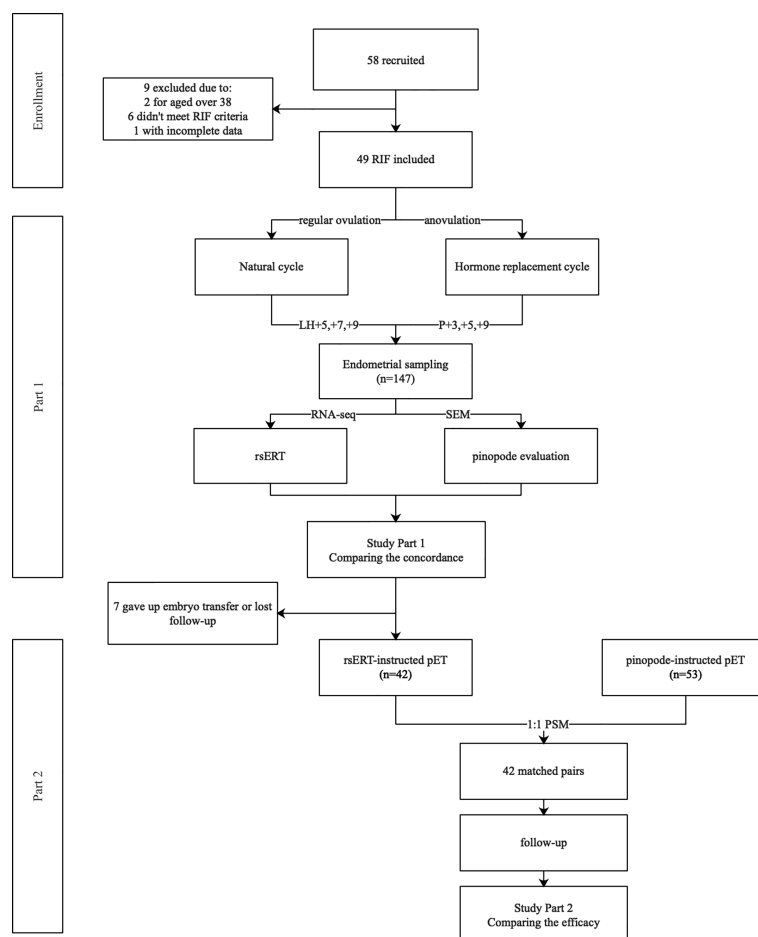 Enrollment
58 recruited
9 excluded due to:
2 for aged over 38
6 didn't meet RIF criteria
1 with incomplete data
49 RIF included
Part 1
regular ovulation
anovulation
Natural cycle
Hormone replacement cycle
LH+5,+7,+9
P+3,+5,+9
Endometrial sampling
(n=147)
RNA-seq
SEM
rsERT
pinopode evaluation
Study Part 1
Comparing the concordance
7 gave up embryo transfer or lost
follow-up
Part 2
rsERT-instructed pET
(n=42)
pinopode-instructed pET
(n=53)
1:1 PSM
42 matched pairs
follow-up
Study Part 2
Comparing the efficacy